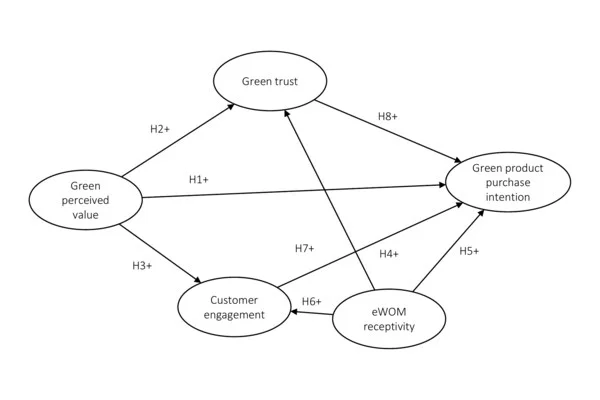 Green trust
H2+
H8+
H1+
Green
perceived
value
Green product
purchase
intention
H3+
H7+
H4+
H5+
Customer
engagement
H6+
eWOM
receptivity